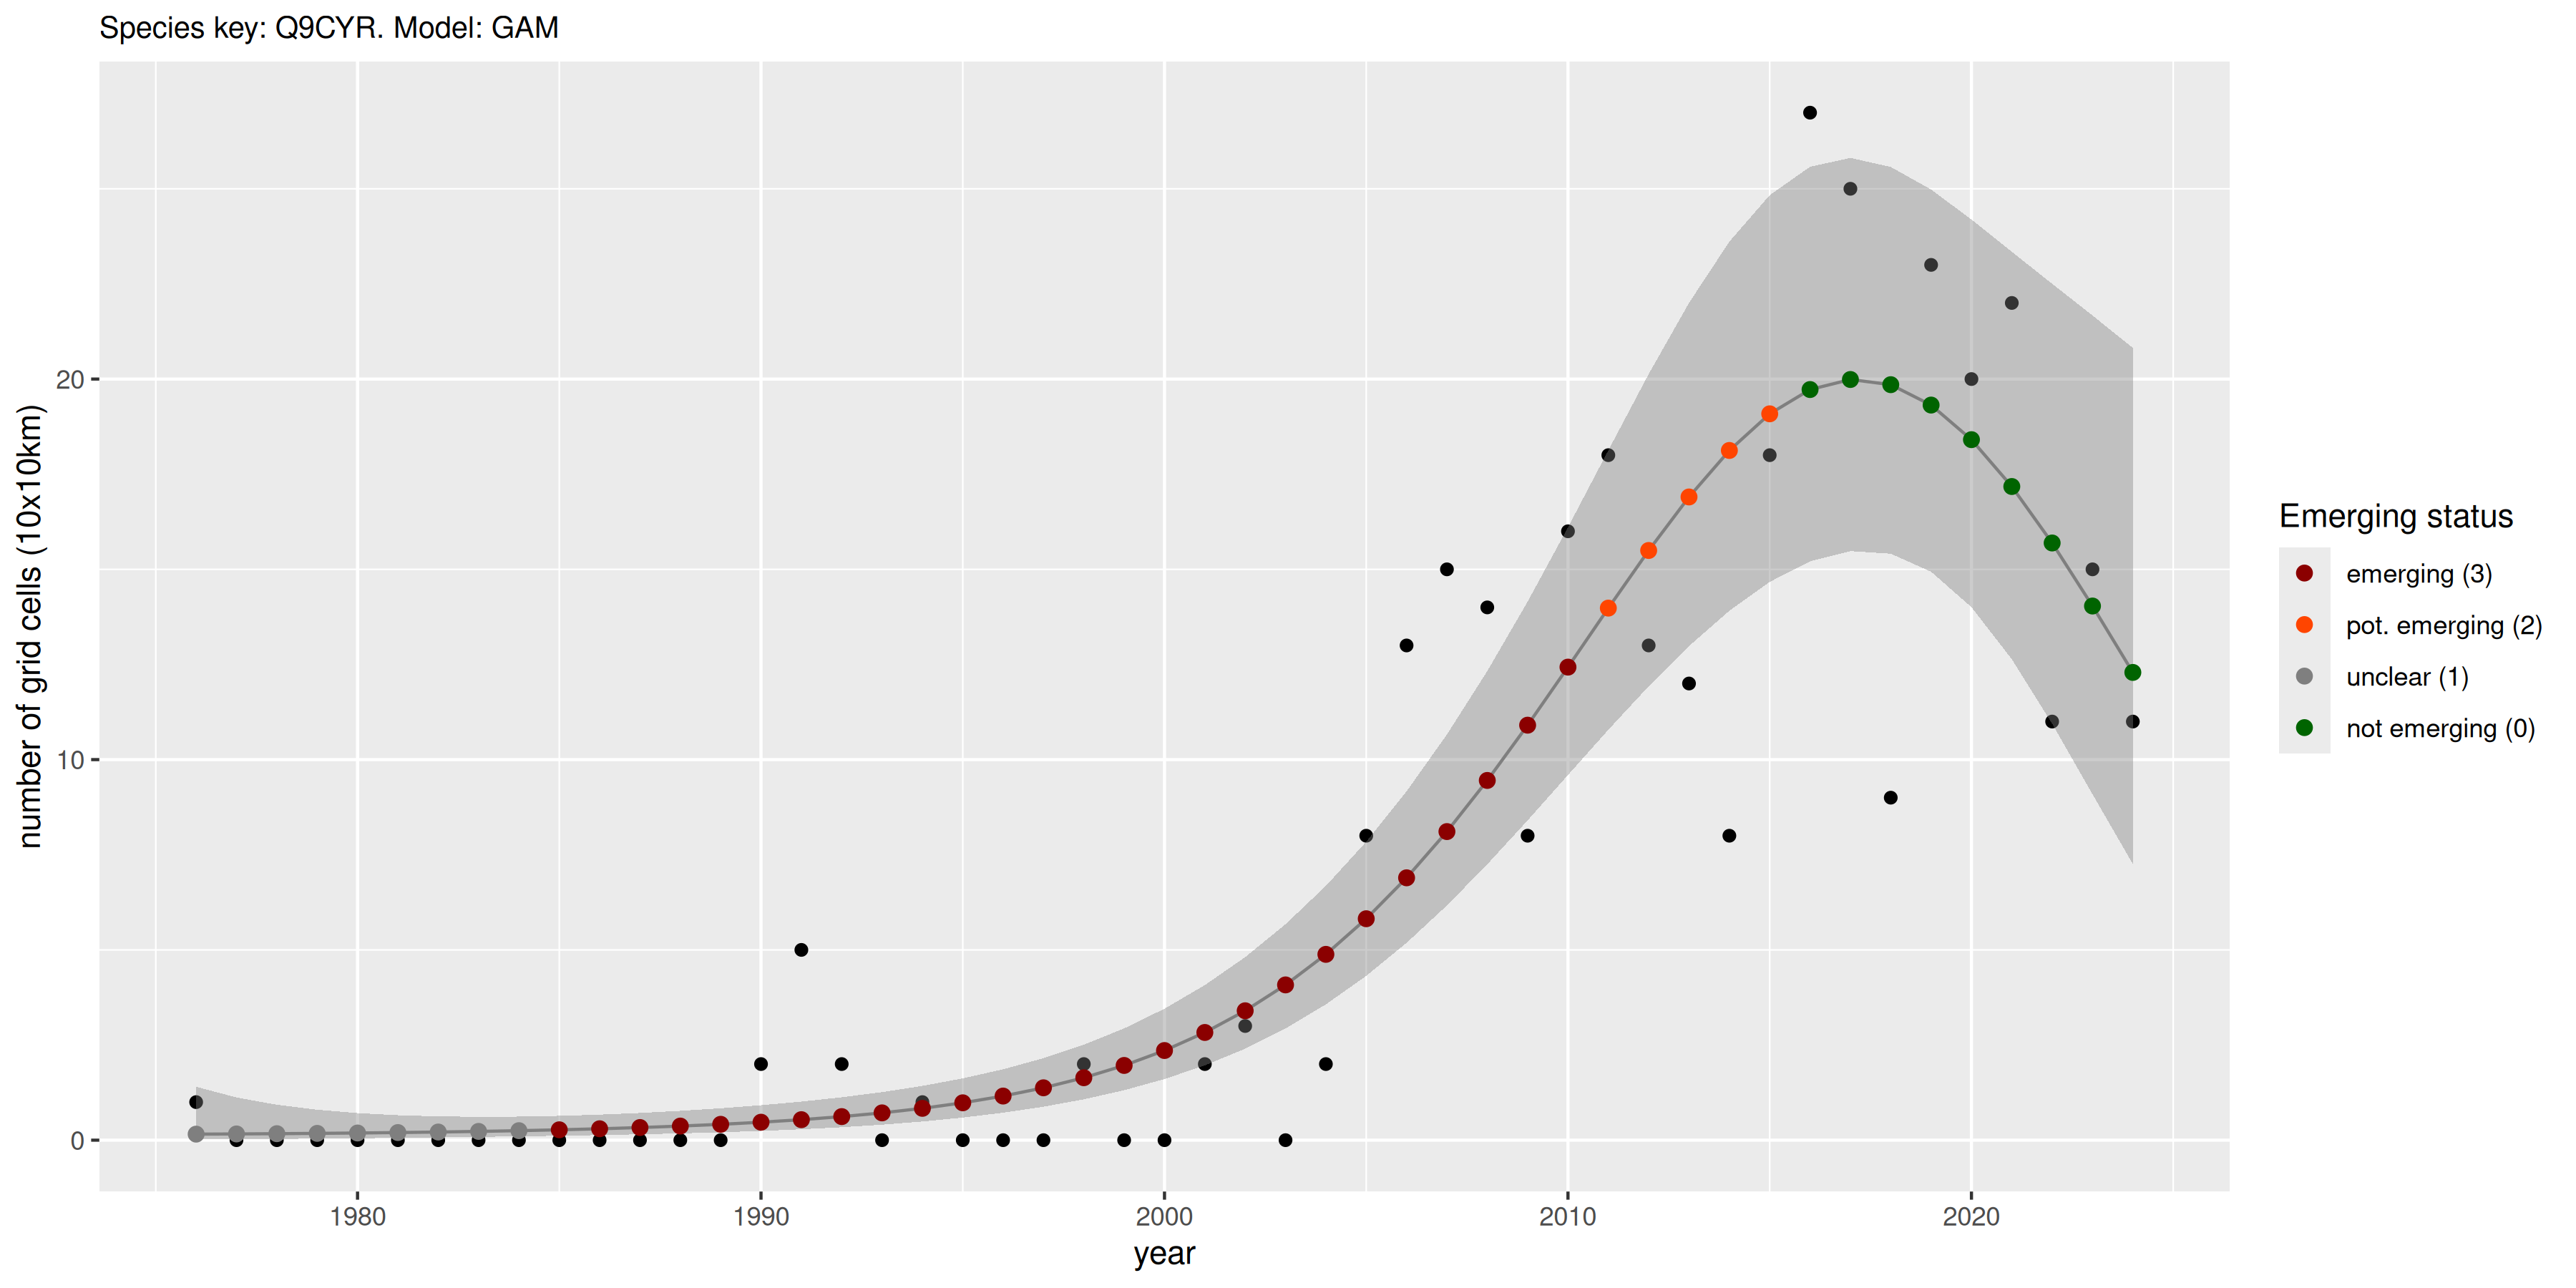 Species key: Q9CYR. Model: GAM
number of grid cells (10x10km)
20
10
0
1980
1990
2000
2010
2020
year
Emerging status
emerging (3)
pot. emerging (2)
unclear (1)
not emerging (0)